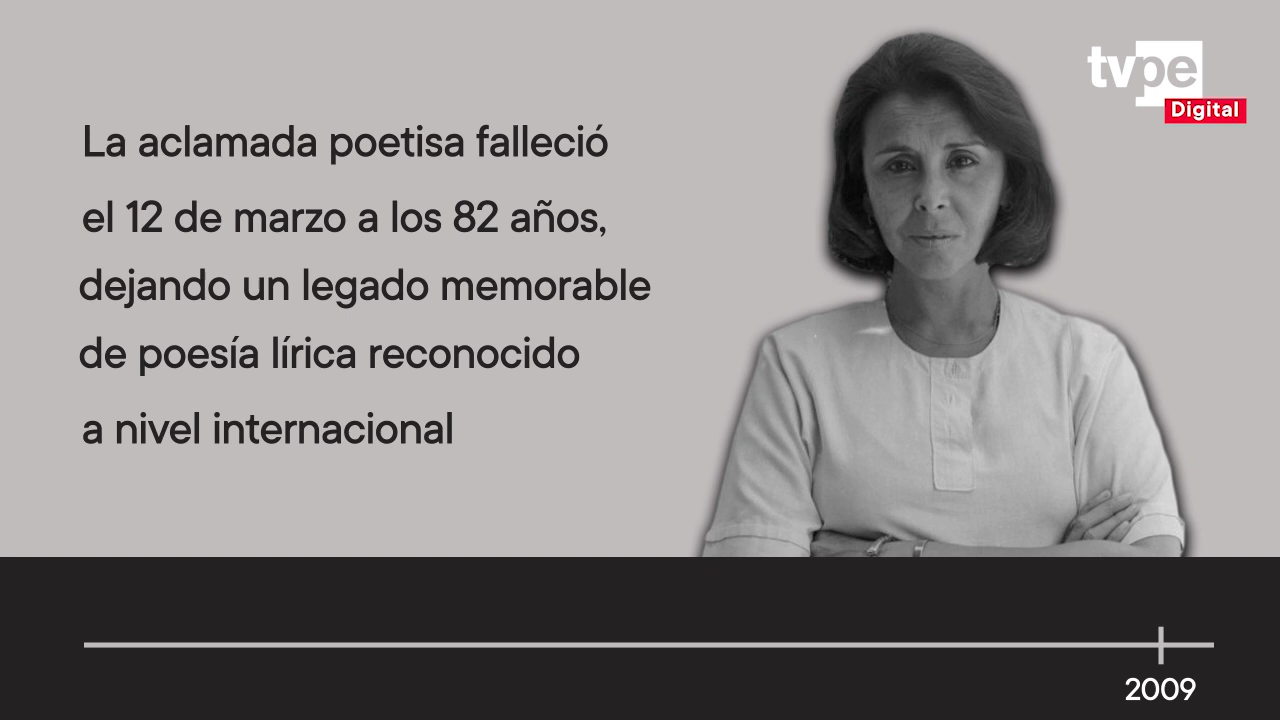 tvpe
Digital
La aclamada poetisa falleció
el 12 de marzo a los 82 años,
dejando un legado memorable
de poesía lírica reconocido
a nivel internacional
2009